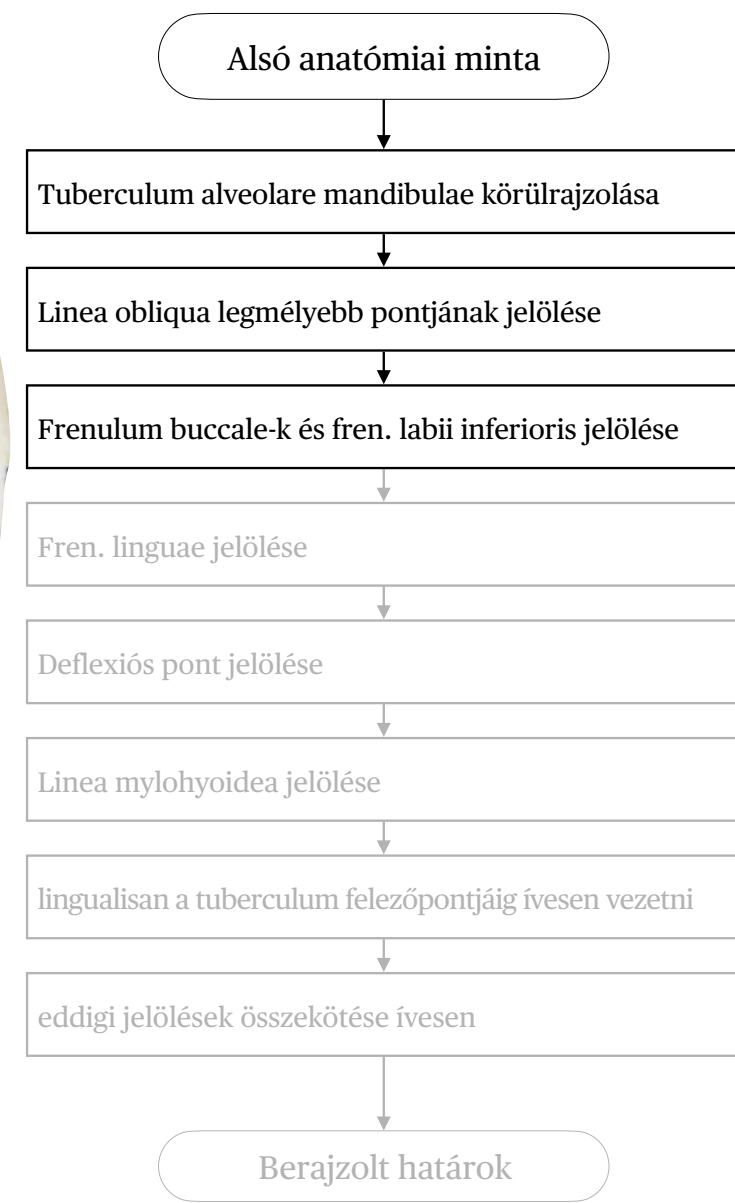 Alsó anatómiai minta
Tuberculum alveolare mandibulae körülrajzolása
Linea obliqua legmélyebb pontjának jelölése
Frenulum buccale-k és fren. labii inferioris jelölése
Fren. linguae jelölése
Deflexiós pont jelölése
Linea mylohyoidea jelölése
lingualisan a tuberculum felezőpontjáig ívesen vezetni
eddigi jelölések összekötése ívesen
Berajzolt határok